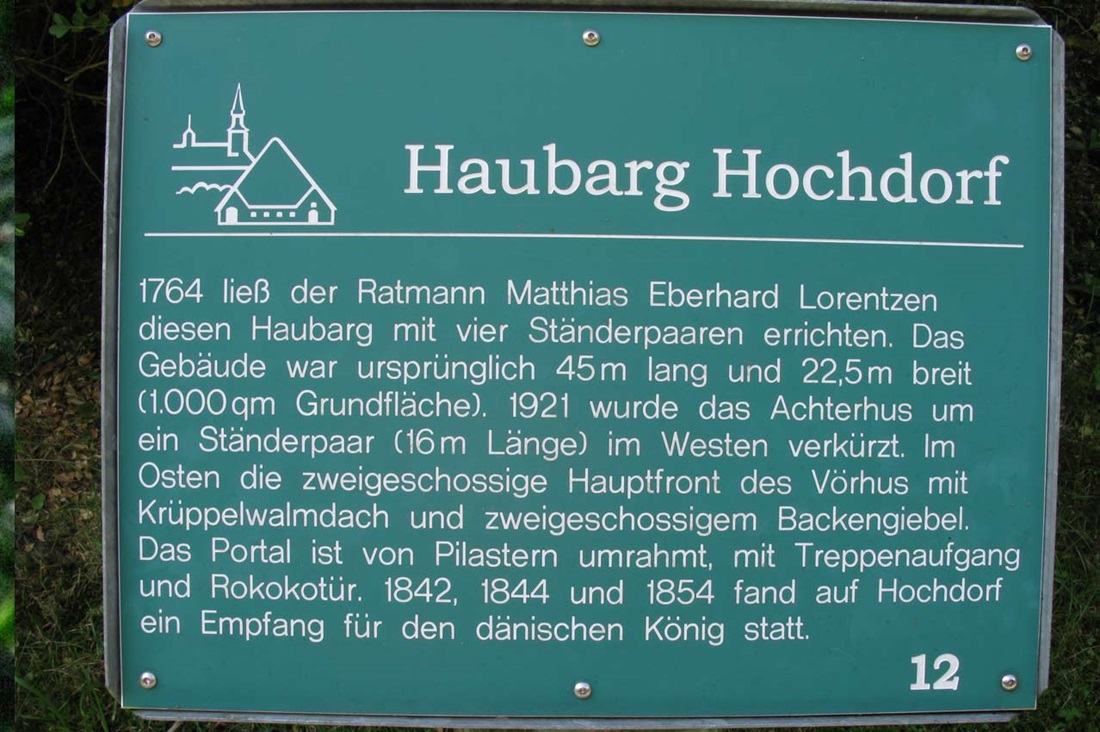 Haubarg Hochdorf
1764 ließ der Ratmann Matthias Eberhard Lorentzen
diesen Haubarg mit vier Ständerpaaren errichten. Das
Gebäude war ursprünglich 45m lang und 22,5m breit
(1.000qm Grundfläche). 1921 wurde das Achterhus um
ein Ständerpaar (16m Länge) im Westen verkürzt. Im
Osten die zweigeschossige Hauptfront des Vörhus mit
Krüppelwalmdach und zweigeschossigem Backengiebel.
Das Portal ist von Pilastern umrahmt, mit Treppenaufgang
und Rokokotür. 1842, 1844 und 1854 fand auf Hochdorf
ein Empfang für den dänischen König statt.
12